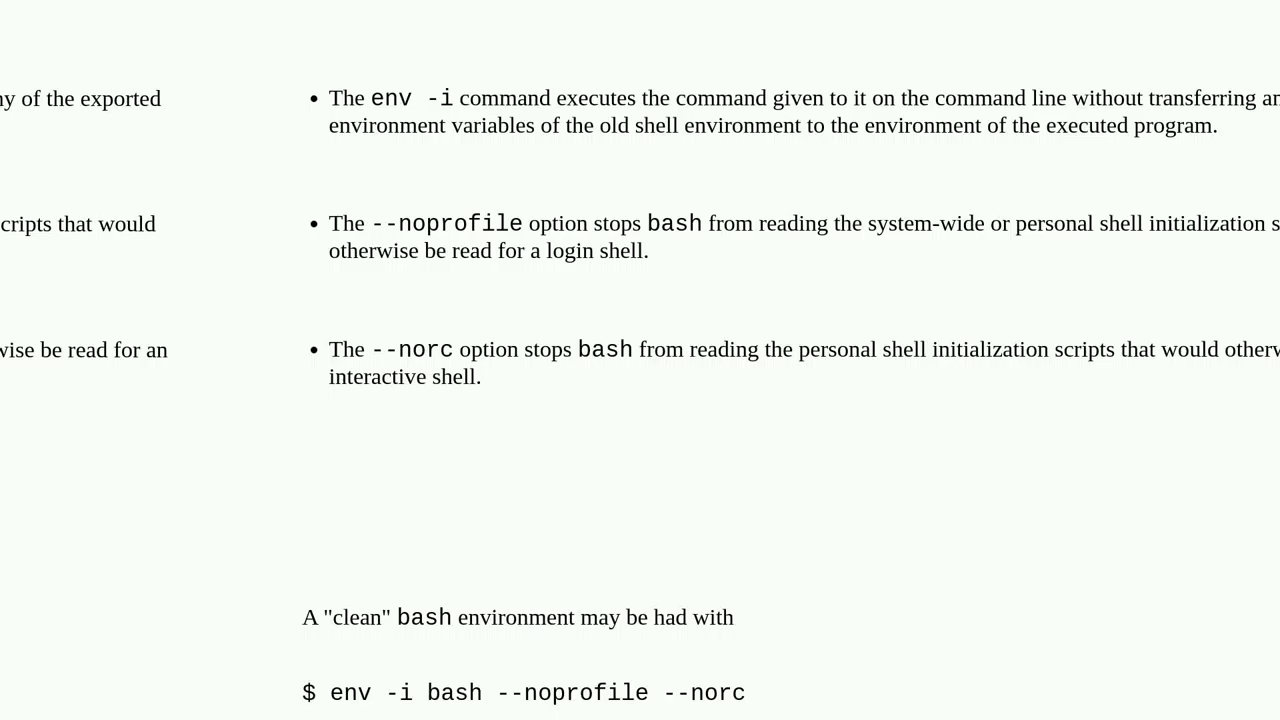 of the exported
• The env -i command executes the command given to it on the command line without transferring
environment variables of the old shell environment to the environment of the executed program.
cripts that would
• The --noprofile option stops bash from reading the system-wide or personal shell initialization s
otherwise be read for a login shell.
wise be read for an
• The --norc option stops bash from reading the personal shell initialization scripts that would other
interactive shell.
A "clean" bash environment may be had with
$ env -i bash --noprofile --norc